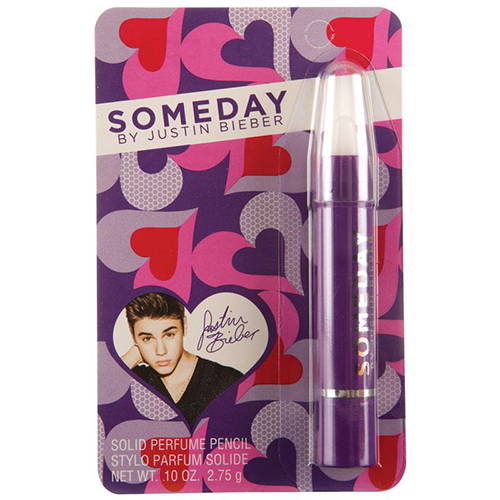 SOMEDAY
BY JUSTIN BIEBER
Justin
Bieber
SOLID PERFUME PENCIL
STYLO PARFUM SOLIDE
NET WT. .10 OZ. 2.75 g
SOMEDAY